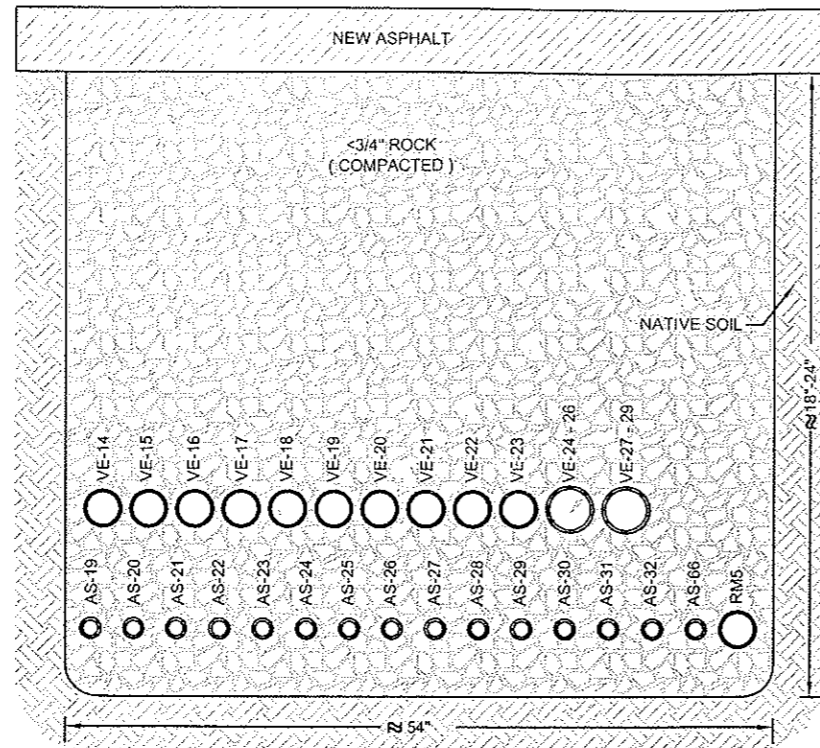 NEW ASPHALT
<3/4" ROCK
( COMPACTED )
NATIVE SOIL
≈ 18"-24"
VE-14
VE-15
VE-16
VE-17
VE-18
VE-19
VE-20
VE-21
VE-22
VE-23
VE-24 - 26
VE-27 - 29
AS-19
AS-20
AS-21
AS-22
AS-23
AS-24
AS-25
AS-26
AS-27
AS-28
AS-29
AS-30
AS-31
AS-32
AS-66
RM5
≈ 54"